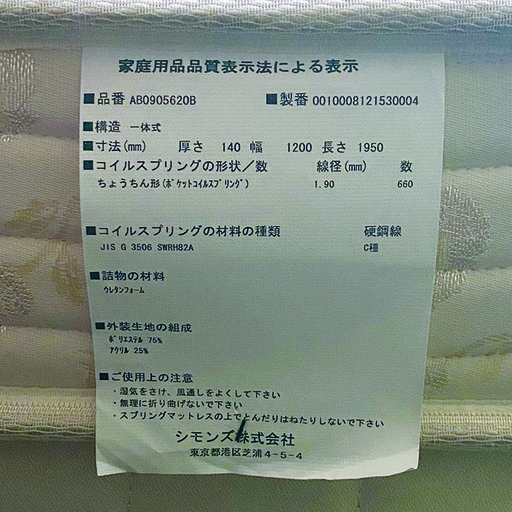 家庭用品品質表示法による表示
■品番 AB0905620B ■製番 0010008121530004
■構造 一体式
■寸法(mm) 厚さ 140 幅 1200 長さ 1950
■コイルスプリングの形状／数 線径(mm) 数
ちょうちん形(ﾎﾟｹｯﾄｺｲﾙｽﾌﾟﾘﾝｸﾞ) 1.90 660
■コイルスプリングの材料の種類 硬鋼線
JIS G 3506 SWRH82A C種
■詰物の材料
ｳﾚﾀﾝﾌｫｰﾑ
■外装生地の組成
ﾎﾟﾘｴｽﾃﾙ 75%
ｱｸﾘﾙ 25%
■ご使用上の注意
・湿気をさけ、風通しをよくして下さい
・無理に折り曲げないで下さい
・スプリングマットレスの上でとんだりはねたりしないで下さい
シモンズ株式会社
東京都港区芝浦4-5-4